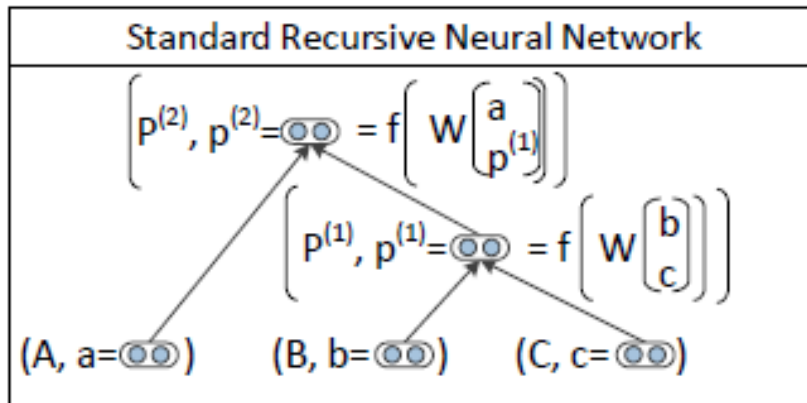 Standard Recursive Neural Network
(P^(2), p^(2)= = f(W[a
p^(1)]))
(P^(1), p^(1)= = f(W[b
c]))
(A, a= ) (B, b= ) (C, c= )